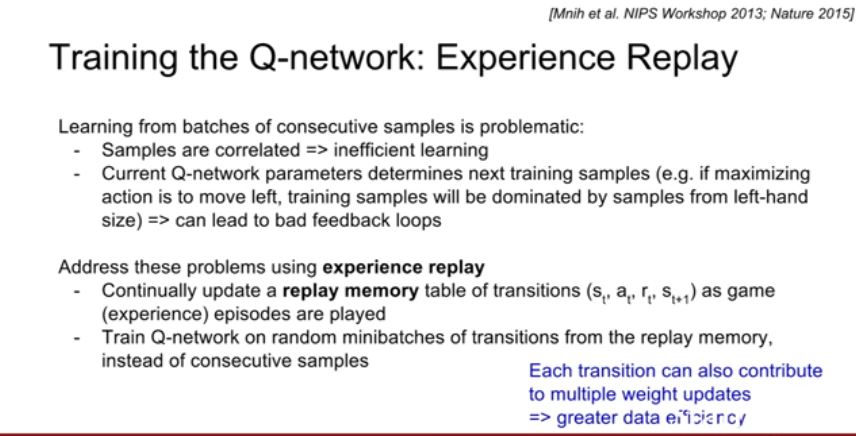 [Mnih et al. NIPS Workshop 2013; Nature 2015]
Training the Q-network: Experience Replay
Learning from batches of consecutive samples is problematic:
- Samples are correlated => inefficient learning
- Current Q-network parameters determines next training samples (e.g. if maximizing
action is to move left, training samples will be dominated by samples from left-hand
size) => can lead to bad feedback loops
Address these problems using experience replay
- Continually update a replay memory table of transitions (sₜ, aₜ, rₜ, sₜ₊₁) as game
(experience) episodes are played
- Train Q-network on random minibatches of transitions from the replay memory,
instead of consecutive samples
Each transition can also contribute
to multiple weight updates
=> greater data efficiency